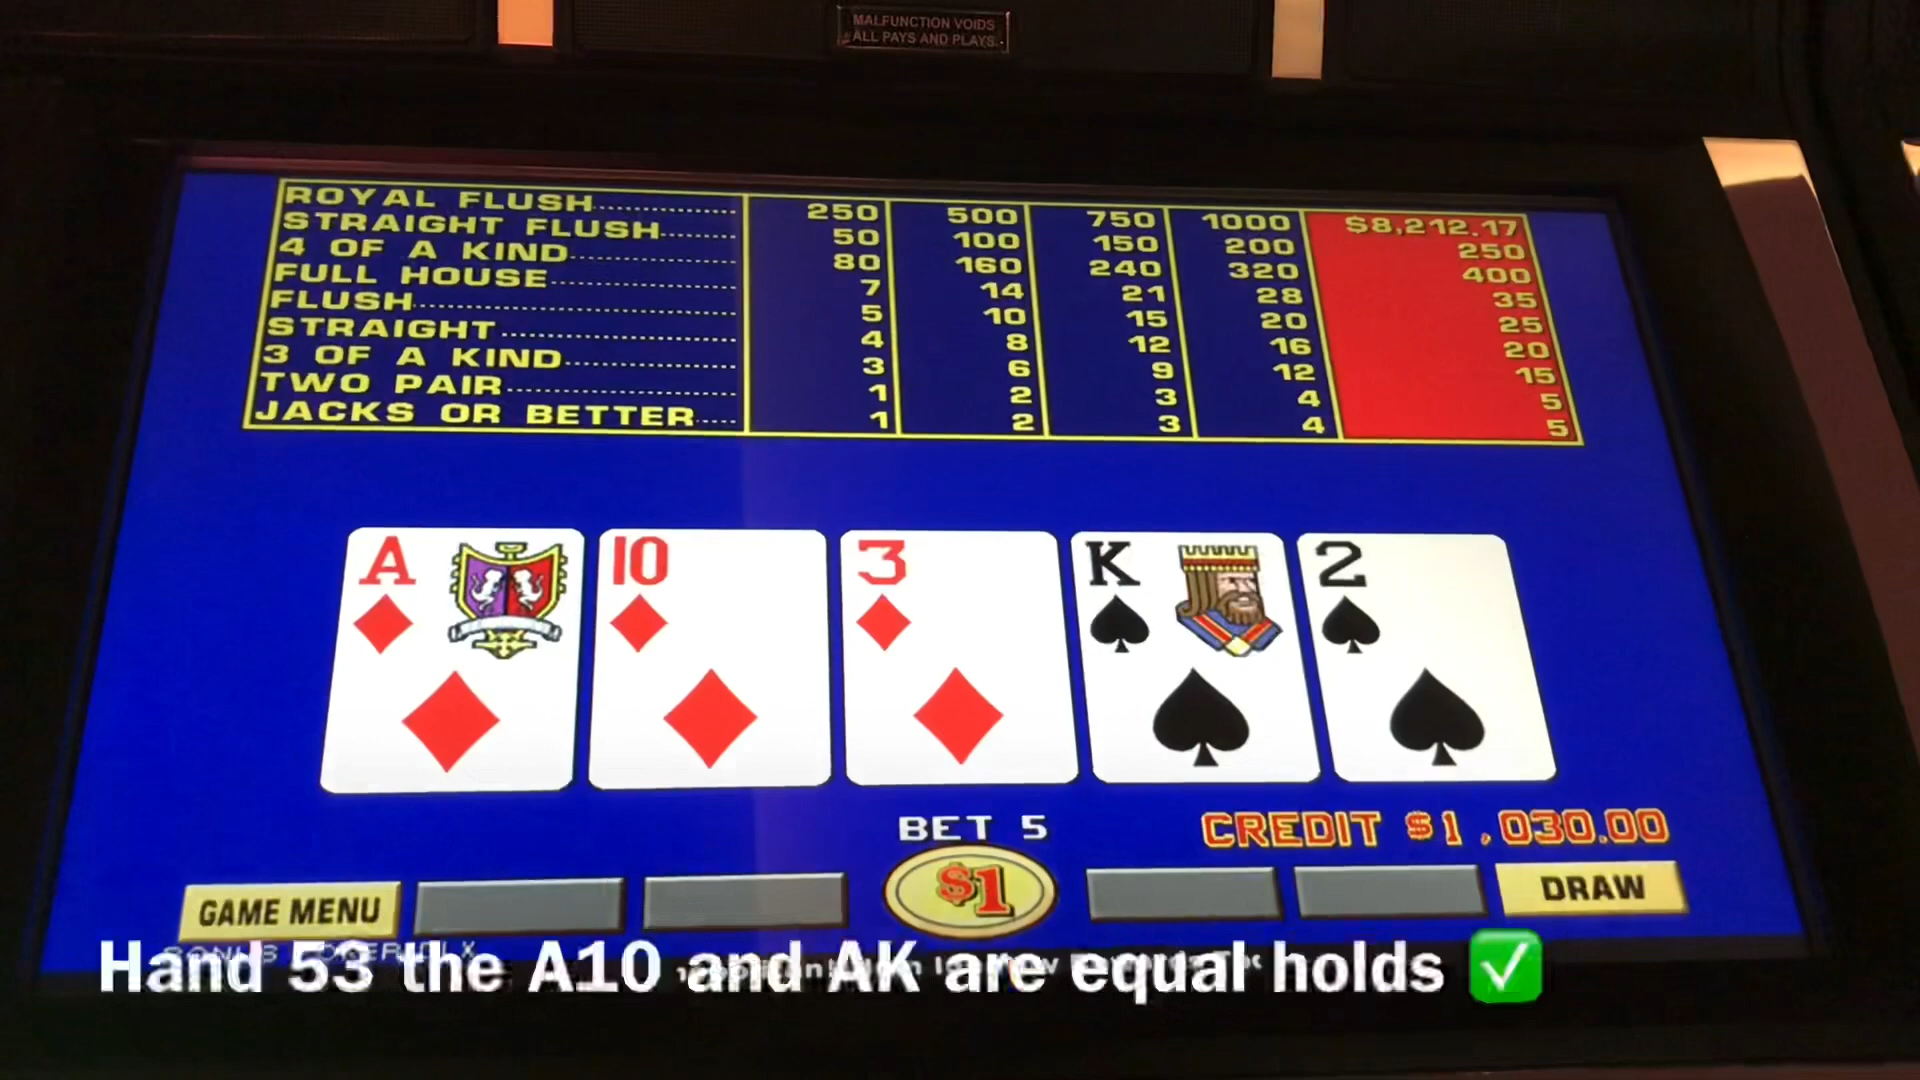 MALFUNCTION VOIDS
ALL PAYS AND PLAYS.
ROYAL FLUSH 250 500 750 1000 $8,212.17
STRAIGHT FLUSH 50 100 150 200 250
4 OF A KIND 80 160 240 320 400
FULL HOUSE 7 14 21 28 35
FLUSH 5 10 15 20 25
STRAIGHT 4 8 12 16 20
3 OF A KIND 3 6 9 12 15
TWO PAIR 1 2 3 4 5
JACKS OR BETTER 1 2 3 4 5
A 10 3 K 2
BET 5 CREDIT $1,030.00
GAME MENU $1 DRAW
Hand 53 the A10 and AK are equal holds ✅